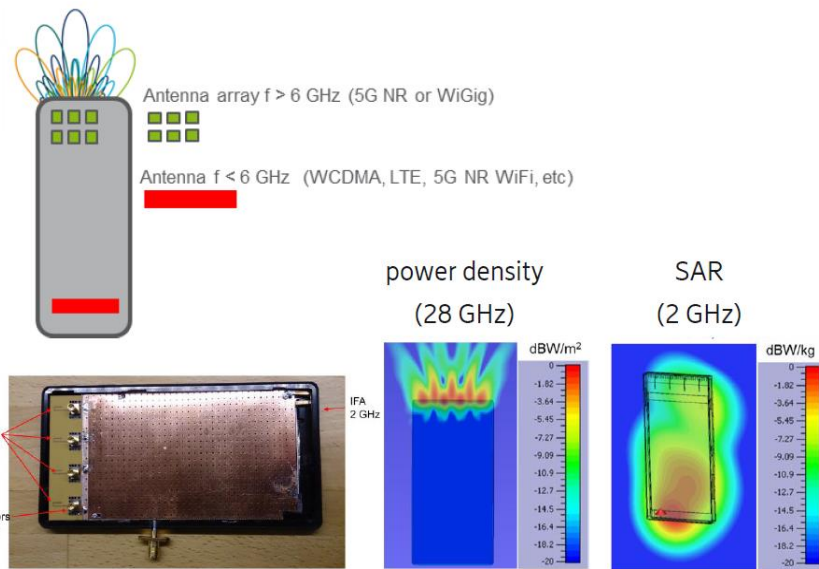 Antenna array f > 6 GHz (5G NR or WiGig)
Antenna f < 6 GHz  (WCDMA, LTE, 5G NR WiFi, etc)
power density
(28 GHz)
SAR
(2 GHz)
dBW/m²
0
-1.82
-3.64
-5.45
-7.27
-9.09
-10.9
-12.7
-14.5
-16.4
-18.2
-20
dBW/kg
0
-1.82
-3.64
-5.45
-7.27
-9.09
-10.9
-12.7
-14.5
-16.4
-18.2
-20
IFA
2 GHz